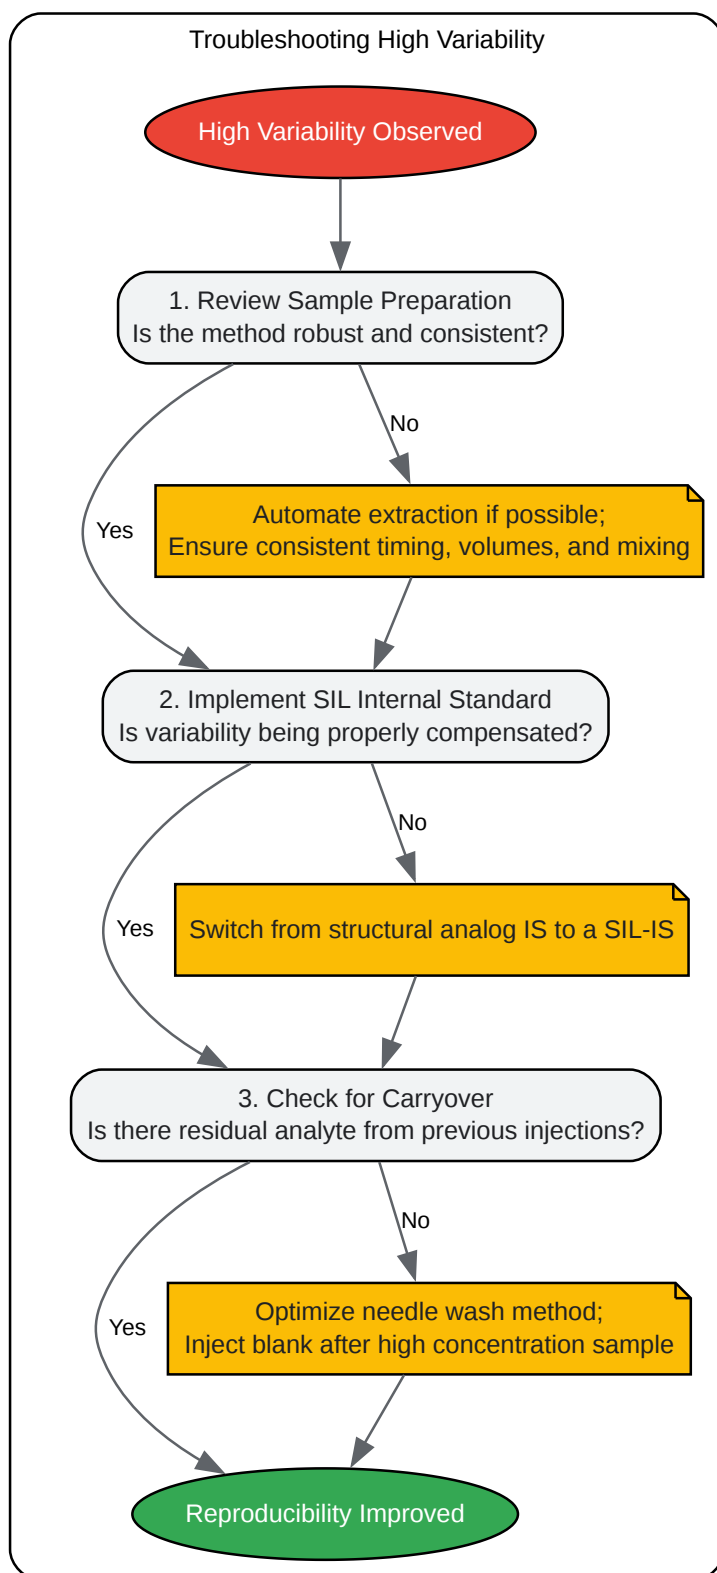 Troubleshooting High Variability
High Variability Observed
1. Review Sample Preparation
Is the method robust and consistent?
No
Yes
Automate extraction if possible;
Ensure consistent timing, volumes, and mixing
2. Implement SIL Internal Standard
Is variability being properly compensated?
No
Yes
Switch from structural analog IS to a SIL-IS
3. Check for Carryover
Is there residual analyte from previous injections?
No
Yes
Optimize needle wash method;
Inject blank after high concentration sample
Reproducibility Improved